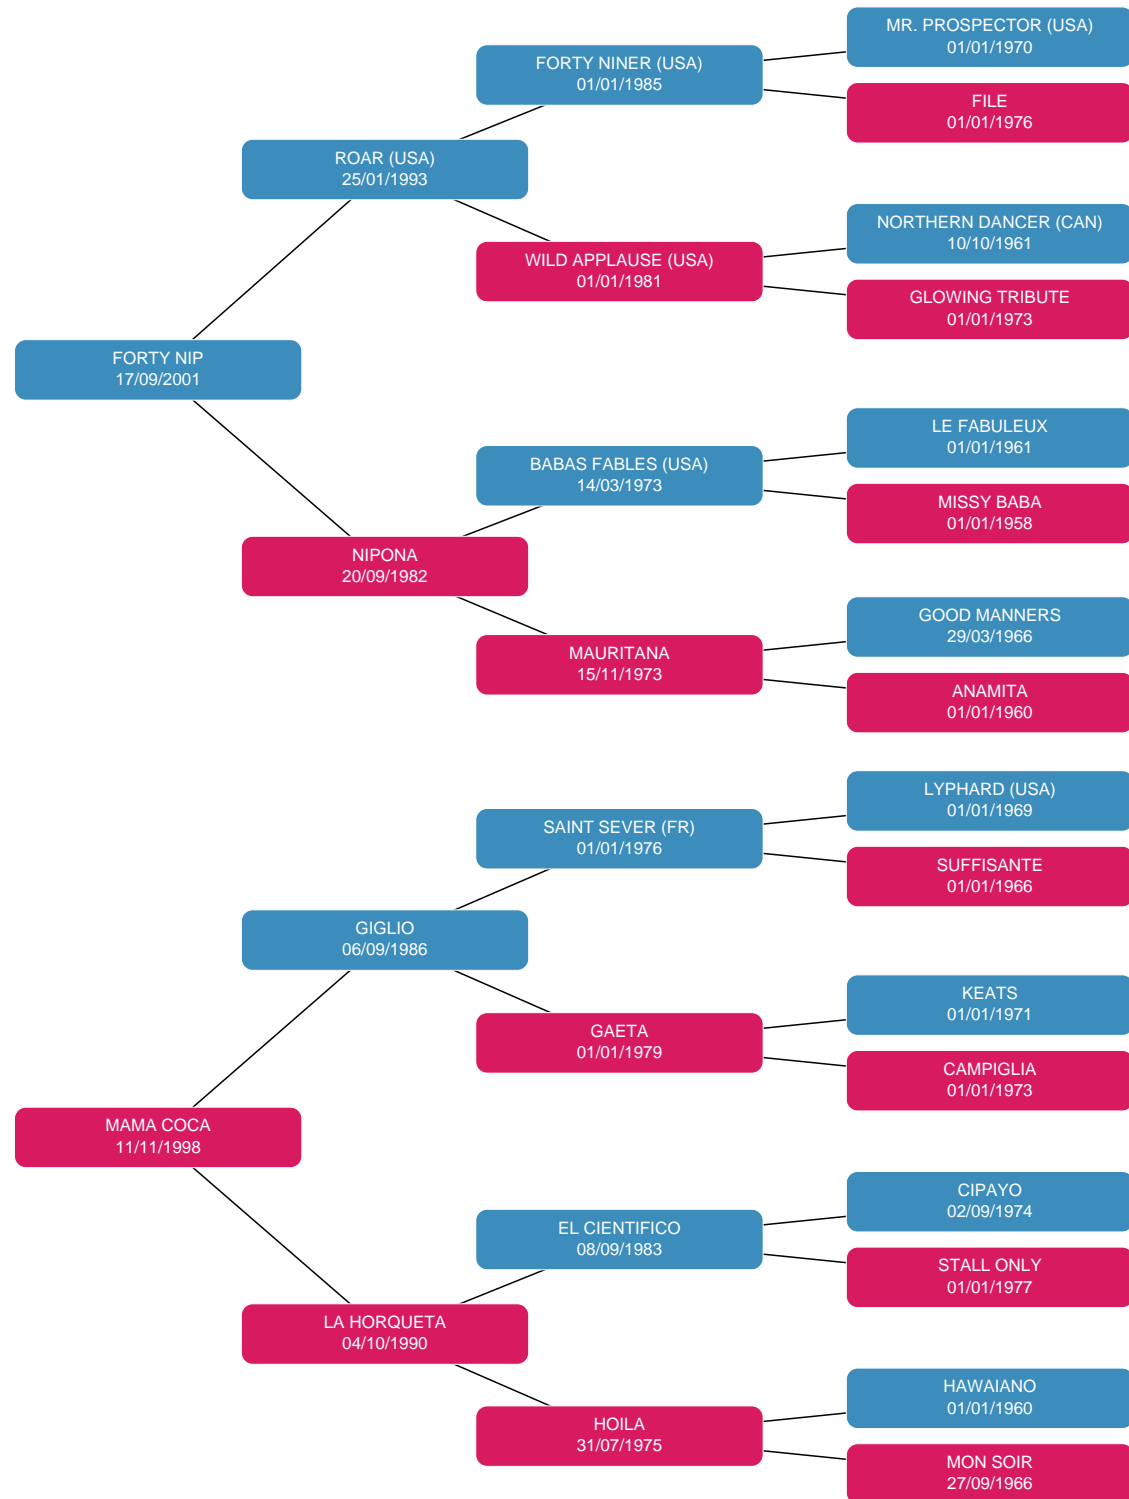 MR. PROSPECTOR (USA)
01/01/1970
FORTY NINER (USA)
01/01/1985
FILE
01/01/1976
ROAR (USA)
25/01/1993
NORTHERN DANCER (CAN)
10/10/1961
WILD APPLAUSE (USA)
01/01/1981
GLOWING TRIBUTE
01/01/1973
FORTY NIP
17/09/2001
LE FABULEUX
01/01/1961
BABAS FABLES (USA)
14/03/1973
MISSY BABA
01/01/1958
NIPONA
20/09/1982
GOOD MANNERS
29/03/1966
MAURITANA
15/11/1973
ANAMITA
01/01/1960
LYPHARD (USA)
01/01/1969
SAINT SEVER (FR)
01/01/1976
SUFFISANTE
01/01/1966
GIGLIO
06/09/1986
KEATS
01/01/1971
GAETA
01/01/1979
CAMPIGLIA
01/01/1973
MAMA COCA
11/11/1998
CIPAYO
02/09/1974
EL CIENTIFICO
08/09/1983
STALL ONLY
01/01/1977
LA HORQUETA
04/10/1990
HAWAIANO
01/01/1960
HOILA
31/07/1975
MON SOIR
27/09/1966